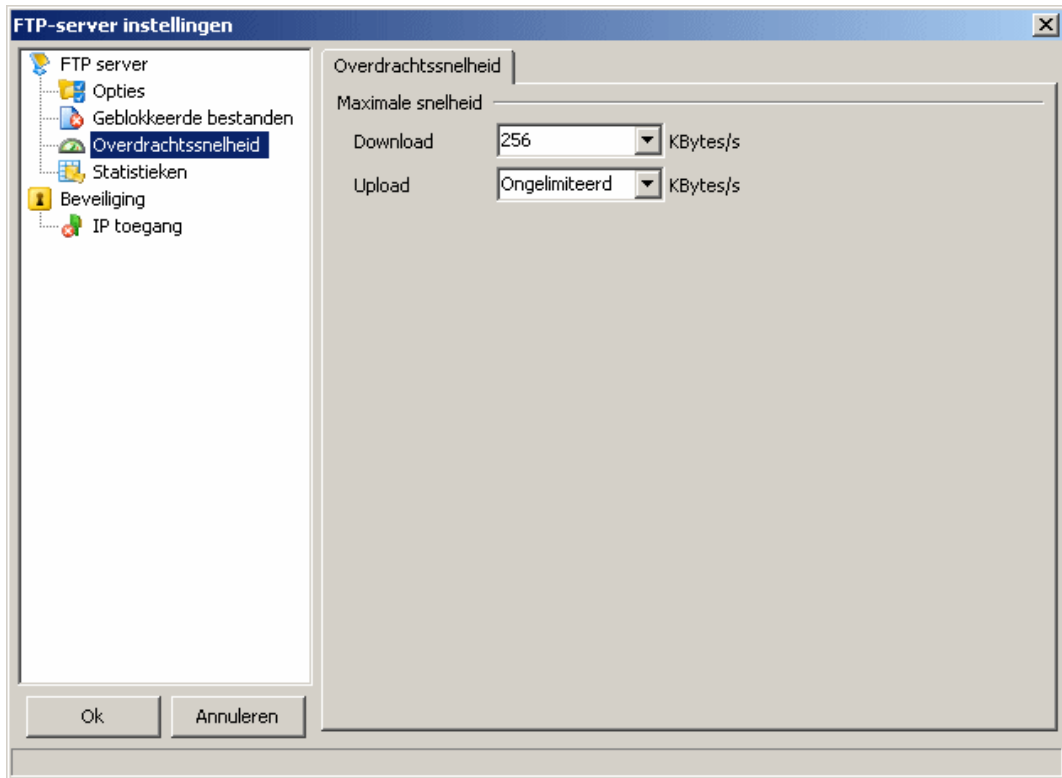 FTP-server instellingen
FTP server
Opties
Geblokkeerde bestanden
Overdrachtssnelheid
Statistieken
Beveiliging
IP toegang
Overdrachtssnelheid
Maximale snelheid
Download 256 KBytes/s
Upload Ongelimiteerd KBytes/s
Ok Annuleren